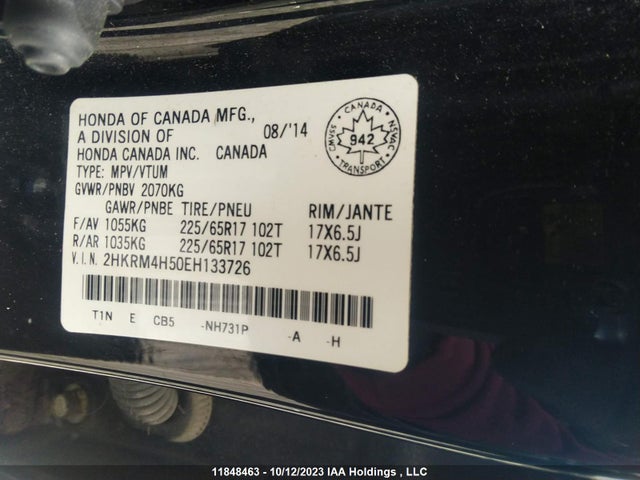 HONDA OF CANADA MFG.,
A DIVISION OF 08/'14
HONDA CANADA INC. CANADA
TYPE: MPV/VTUM
GVWR/PNBV 2070KG
GAWR/PNBE TIRE/PNEU RIM/JANTE
F/AV 1055KG 225/65R17 102T 17X6.5J
R/AR 1035KG 225/65R17 102T 17X6.5J
V.I.N. 2HKRM4H50EH133726
T1N E CB5 -NH731P -A -H
CANADA
CMVSS 942 NSVAC
TRANSPORT
11848463 - 10/12/2023 IAA Holdings , LLC